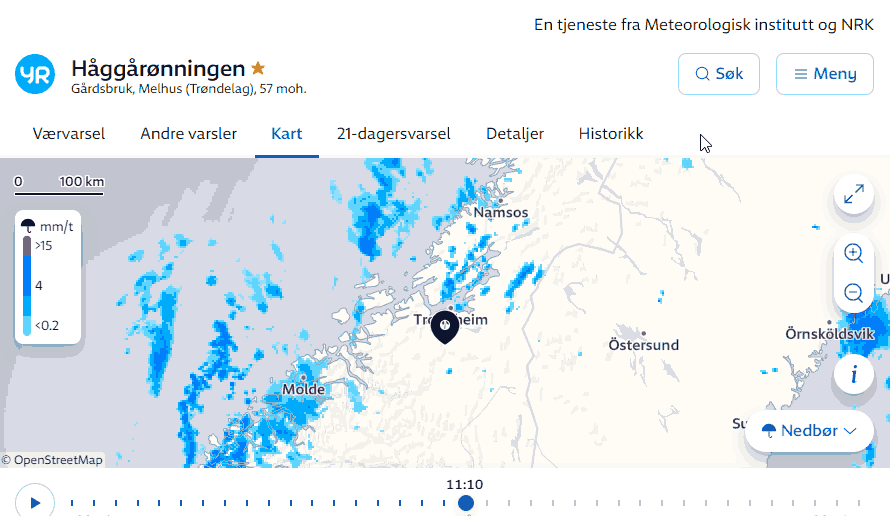 En tjeneste fra Meteorologisk institutt og NRK
YR
Håggårønningen
Gårdsbruk, Melhus (Trøndelag), 57 moh.
Søk
Meny
Værvarsel
Andre varsler
Kart
21-dagersvarsel
Detaljer
Historikk
0
100 km
mm/t
>15
4
<0.2
Namsos
Östersund
Örnsköldsvik
Molde
i
Nedbør
© OpenStreetMap
11:10